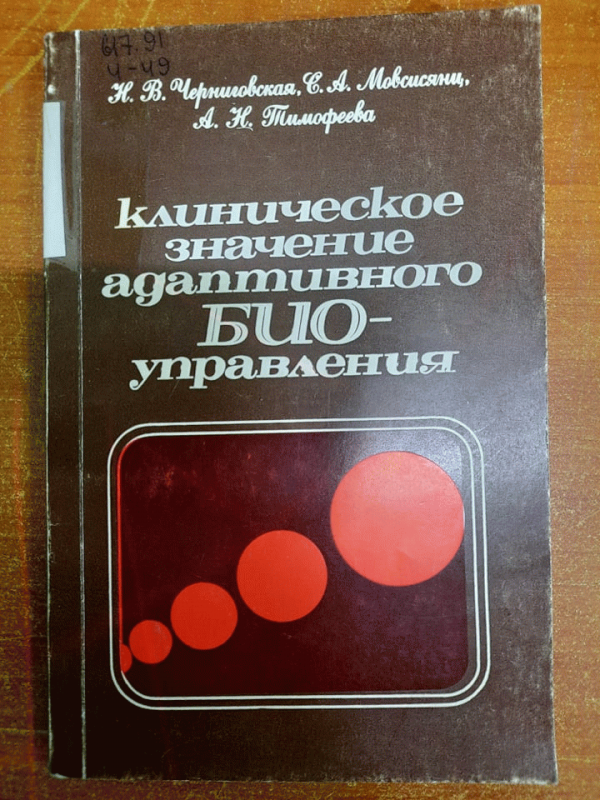 617.91
Ч-49
Н. В. Черниговская, С. А. Мовсисянц,
А. Н. Тимофеева
клиническое
значение
адаптивного
БИО-
управления